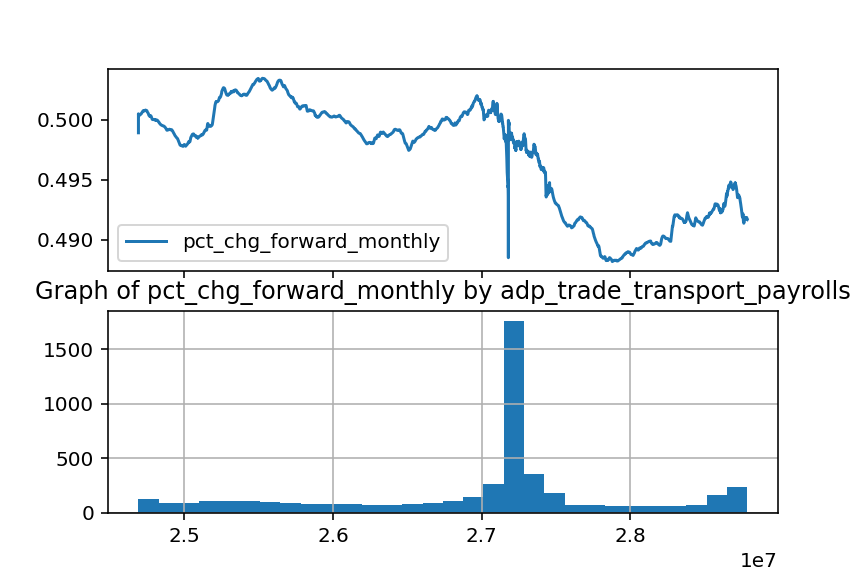 0.500
0.495
0.490
pct_chg_forward_monthly
Graph of pct_chg_forward_monthly by adp_trade_transport_payrolls
1500
1000
500
0
2.5 2.6 2.7 2.8
1e7